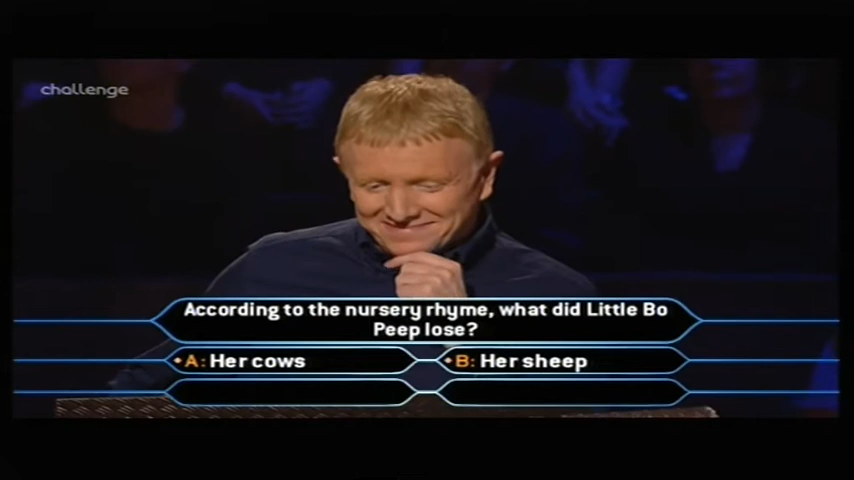 challenge
According to the nursery rhyme, what did Little Bo
Peep lose?
A: Her cows
B: Her sheep